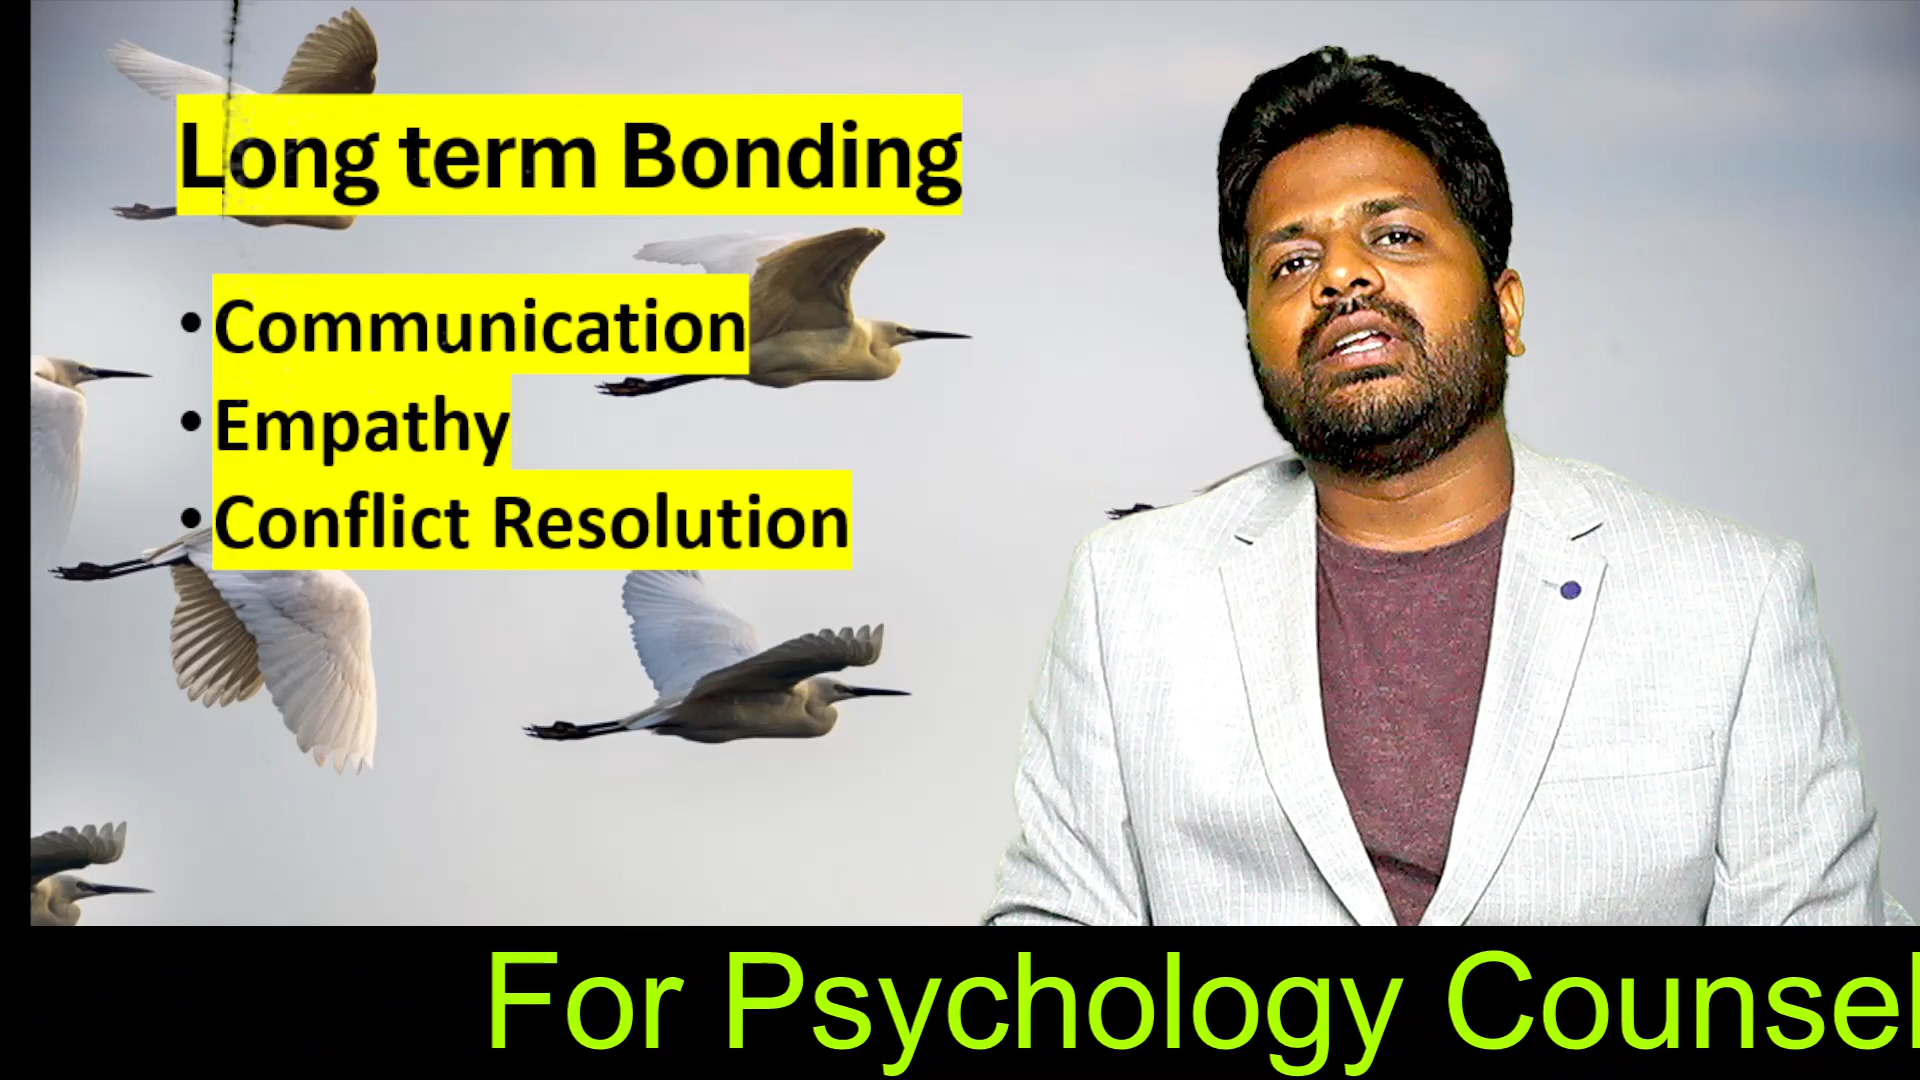 Long term Bonding
• Communication
• Empathy
• Conflict Resolution
For Psychology Counsel